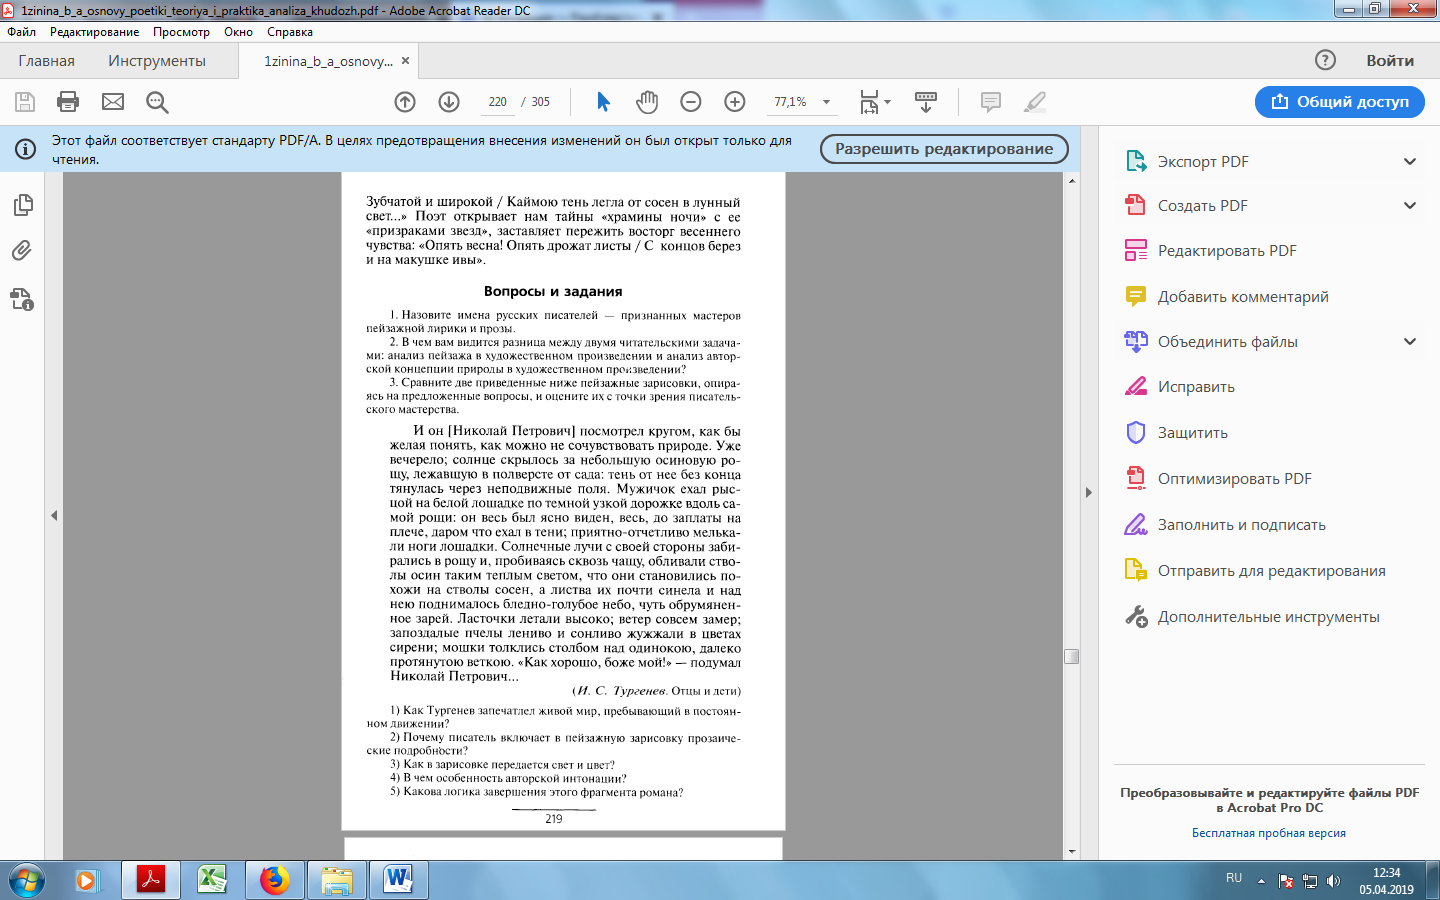 1zinina_b_a_osnovy_poetiki_teoriya_i_praktika_analiza_khudozh.pdf - Adobe Acrobat Reader DC
Файл Редактирование Просмотр Окно Справка
Главная Инструменты 1zinina_b_a_osnovy... × Войти
220 / 305 77,1% Общий доступ
Этот файл соответствует стандарту PDF/A. В целях предотвращения внесения изменений он был открыт только для
чтения.
Разрешить редактирование
Зубчатой и широкой / Каймою тень легла от сосен в лунный
свет...» Поэт открывает нам тайны «храмины ночи» с ее
«призраками звезд», заставляет пережить восторг весеннего
чувства: «Опять весна! Опять дрожат листы / С концов берез
и на макушке ивы».
Вопросы и задания
1. Назовите имена русских писателей — признанных мастеров
пейзажной лирики и прозы.
2. В чем вам видится разница между двумя читательскими задача-
ми: анализ пейзажа в художественном произведении и анализ автор-
ской концепции природы в художественном произведении?
3. Сравните две приведенные ниже пейзажные зарисовки, опира-
ясь на предложенные вопросы, и оцените их с точки зрения писатель-
ского мастерства.
И он [Николай Петрович] посмотрел кругом, как бы
желая понять, как можно не сочувствовать природе. Уже
вечерело; солнце скрылось за небольшую осиновую ро-
щу, лежавшую в полверсте от сада: тень от нее без конца
тянулась через неподвижные поля. Мужичок ехал рыс-
цой на белой лошадке по темной узкой дорожке вдоль са-
мой рощи: он весь был ясно виден, весь, до заплаты на
плече, даром что ехал в тени; приятно-отчетливо мелька-
ли ноги лошадки. Солнечные лучи с своей стороны заби-
рались в рощу и, пробиваясь сквозь чащу, обливали ство-
лы осин таким теплым светом, что они становились по-
хожи на стволы сосен, а листва их почти синела и над
нею поднималось бледно-голубое небо, чуть обрумянен-
ное зарей. Ласточки летали высоко; ветер совсем замер;
запоздалые пчелы лениво и сонливо жужжали в цветах
сирени; мошки толклись столбом над одинокою, далеко
протянутою веткою. «Как хорошо, боже мой!» — подумал
Николай Петрович...
(И. С. Тургенев. Отцы и дети)
1) Как Тургенев запечатлел живой мир, пребывающий в постоян-
ном движении?
2) Почему писатель включает в пейзажную зарисовку прозаиче-
ские подробности?
3) Как в зарисовке передается свет и цвет?
4) В чем особенность авторской интонации?
5) Какова логика завершения этого фрагмента романа?
219
Экспорт PDF
Создать PDF
Редактировать PDF
Добавить комментарий
Объединить файлы
Исправить
Защитить
Оптимизировать PDF
Заполнить и подписать
Отправить для редактирования
Дополнительные инструменты
Преобразовывайте и редактируйте файлы PDF
в Acrobat Pro DC
Бесплатная пробная версия
RU
12:34
05.04.2019